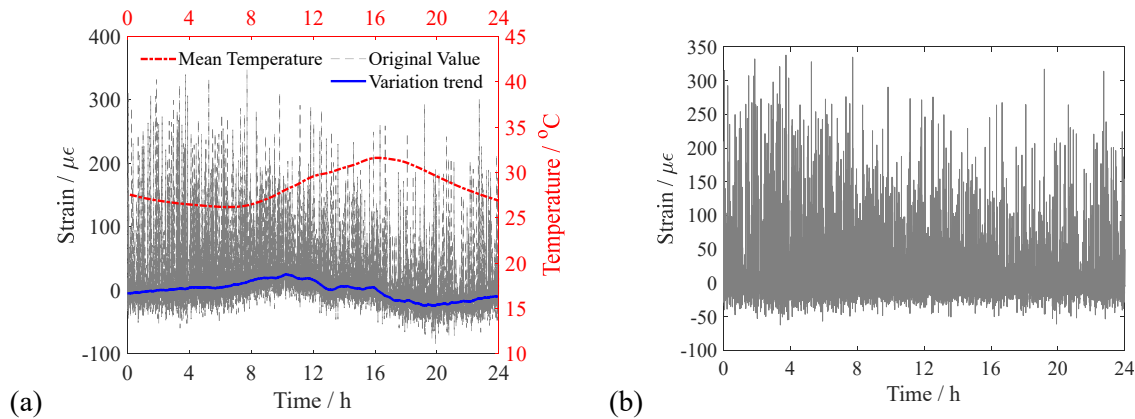 0 4 8 12 16 20 24
400 45
Mean Temperature Original Value
Variation trend
300 40
35
200 30
100 25
20
0 15
-100 10
Strain / με
Temperature / °C
0 4 8 12 16 20 24
Time / h
(a)
350
300
250
200
150
100
50
0
-50
-100
Strain / με
0 4 8 12 16 20 24
Time / h
(b)